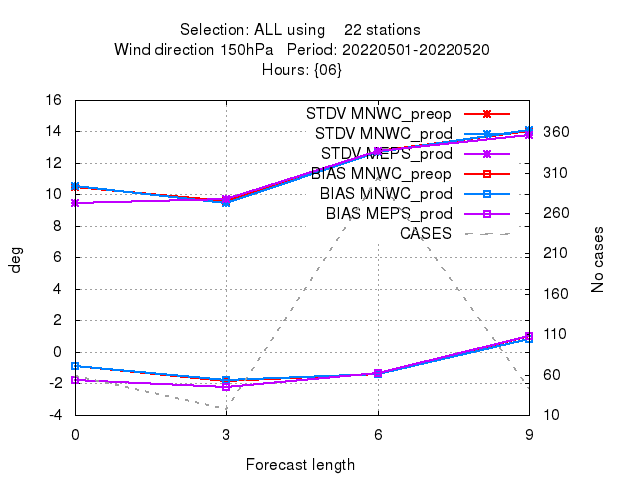 Selection: ALL using 22 stations
Wind direction 150hPa Period: 20220501-20220520
Hours: {06}
STDV MNWC_preop
STDV MNWC_prod
STDV MEPS_prod
BIAS MNWC_preop
BIAS MNWC_prod
BIAS MEPS_prod
CASES
16
14
12
10
8
6
4
2
0
-2
-4
deg
360
310
260
210
160
110
60
10
No cases
0 3 6 9
Forecast length